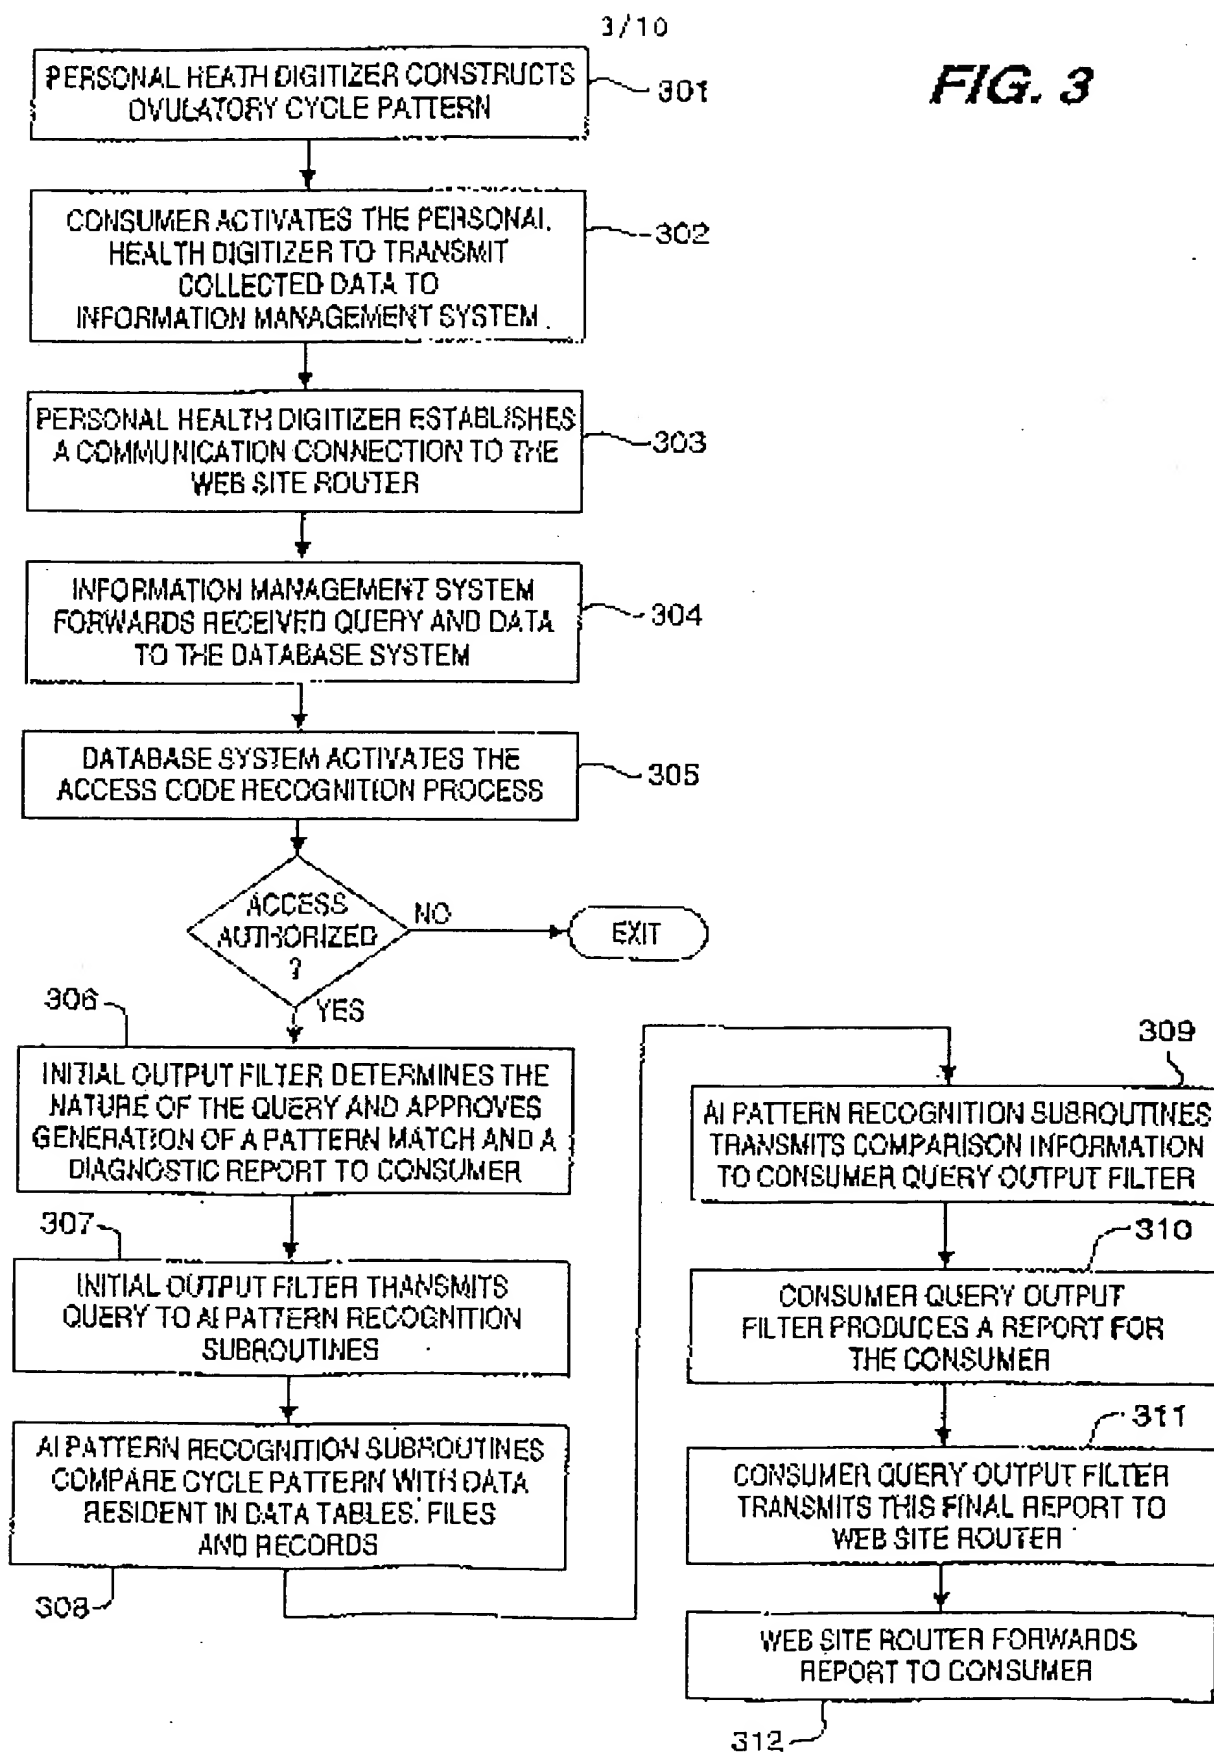 3/10
FIG. 3
PERSONAL HEATH DIGITIZER CONSTRUCTS
OVULATORY CYCLE PATTERN
301
CONSUMER ACTIVATES THE PERSONAL
HEALTH DIGITIZER TO TRANSMIT
COLLECTED DATA TO
INFORMATION MANAGEMENT SYSTEM.
302
PERSONAL HEALTH DIGITIZER ESTABLISHES
A COMMUNICATION CONNECTION TO THE
WEB SITE ROUTER
303
INFORMATION MANAGEMENT SYSTEM
FORWARDS RECEIVED QUERY AND DATA
TO THE DATABASE SYSTEM
304
DATABASE SYSTEM ACTIVATES THE
ACCESS CODE RECOGNITION PROCESS
305
ACCESS
AUTHORIZED
?
NO
EXIT
YES
306
INITIAL OUTPUT FILTER DETERMINES THE
NATURE OF THE QUERY AND APPROVES
GENERATION OF A PATTERN MATCH AND A
DIAGNOSTIC REPORT TO CONSUMER
307
INITIAL OUTPUT FILTER TRANSMITS
QUERY TO AI PATTERN RECOGNITION
SUBROUTINES
AI PATTERN RECOGNITION SUBROUTINES
COMPARE CYCLE PATTERN WITH DATA
RESIDENT IN DATA TABLES, FILES
AND RECORDS
308
309
AI PATTERN RECOGNITION SUBROUTINES
TRANSMITS COMPARISON INFORMATION
TO CONSUMER QUERY OUTPUT FILTER
310
CONSUMER QUERY OUTPUT
FILTER PRODUCES A REPORT FOR
THE CONSUMER
311
CONSUMER QUERY OUTPUT FILTER
TRANSMITS THIS FINAL REPORT TO
WEB SITE ROUTER
WEB SITE ROUTER FORWARDS
REPORT TO CONSUMER
312